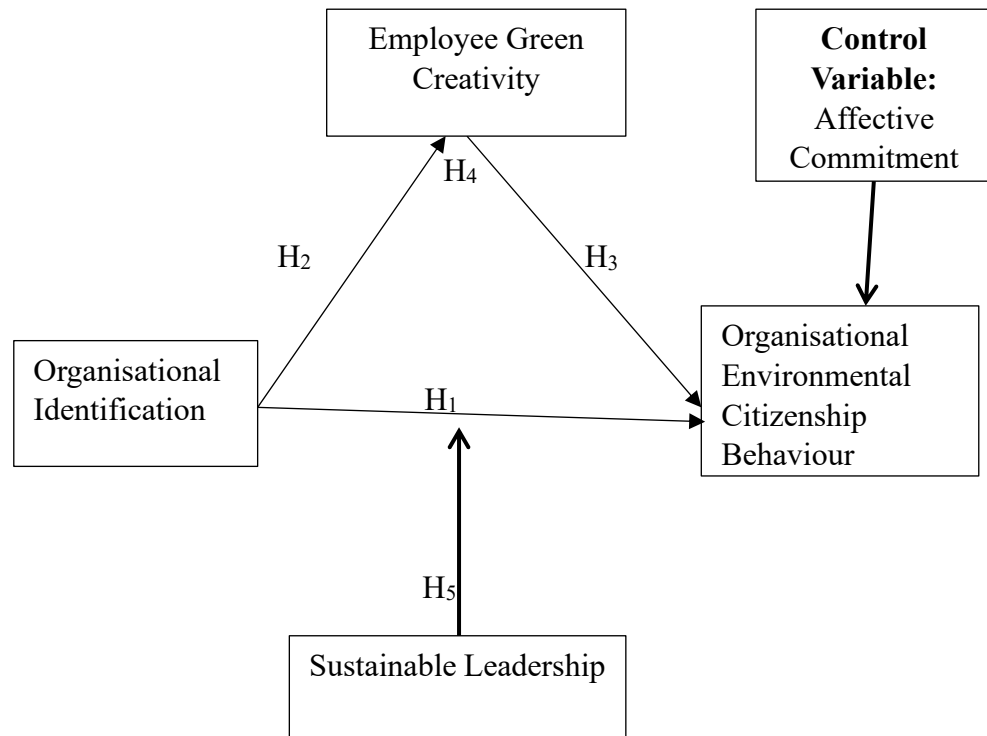 Employee Green
Creativity
Control
Variable:
Affective
Commitment
H₄
H₂
H₃
Organisational
Identification
Organisational
Environmental
Citizenship
Behaviour
H₁
H₅
Sustainable Leadership